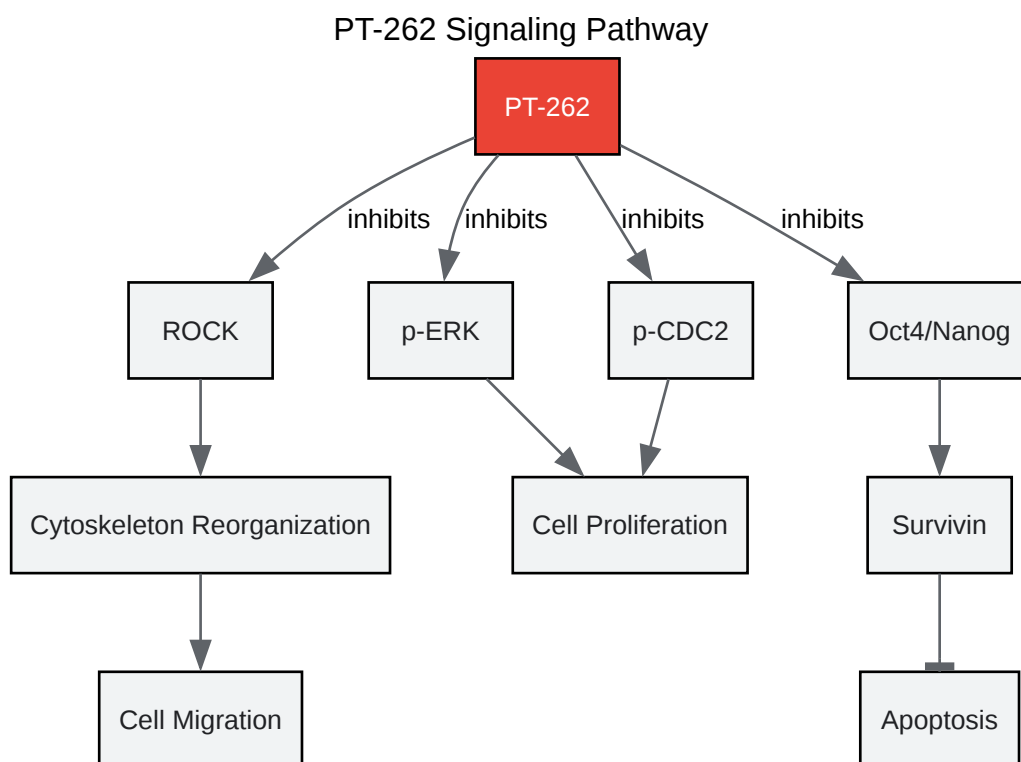 PT-262 Signaling Pathway
PT-262
inhibits
inhibits
inhibits
inhibits
ROCK
p-ERK
p-CDC2
Oct4/Nanog
Cytoskeleton Reorganization
Cell Proliferation
Survivin
Cell Migration
Apoptosis